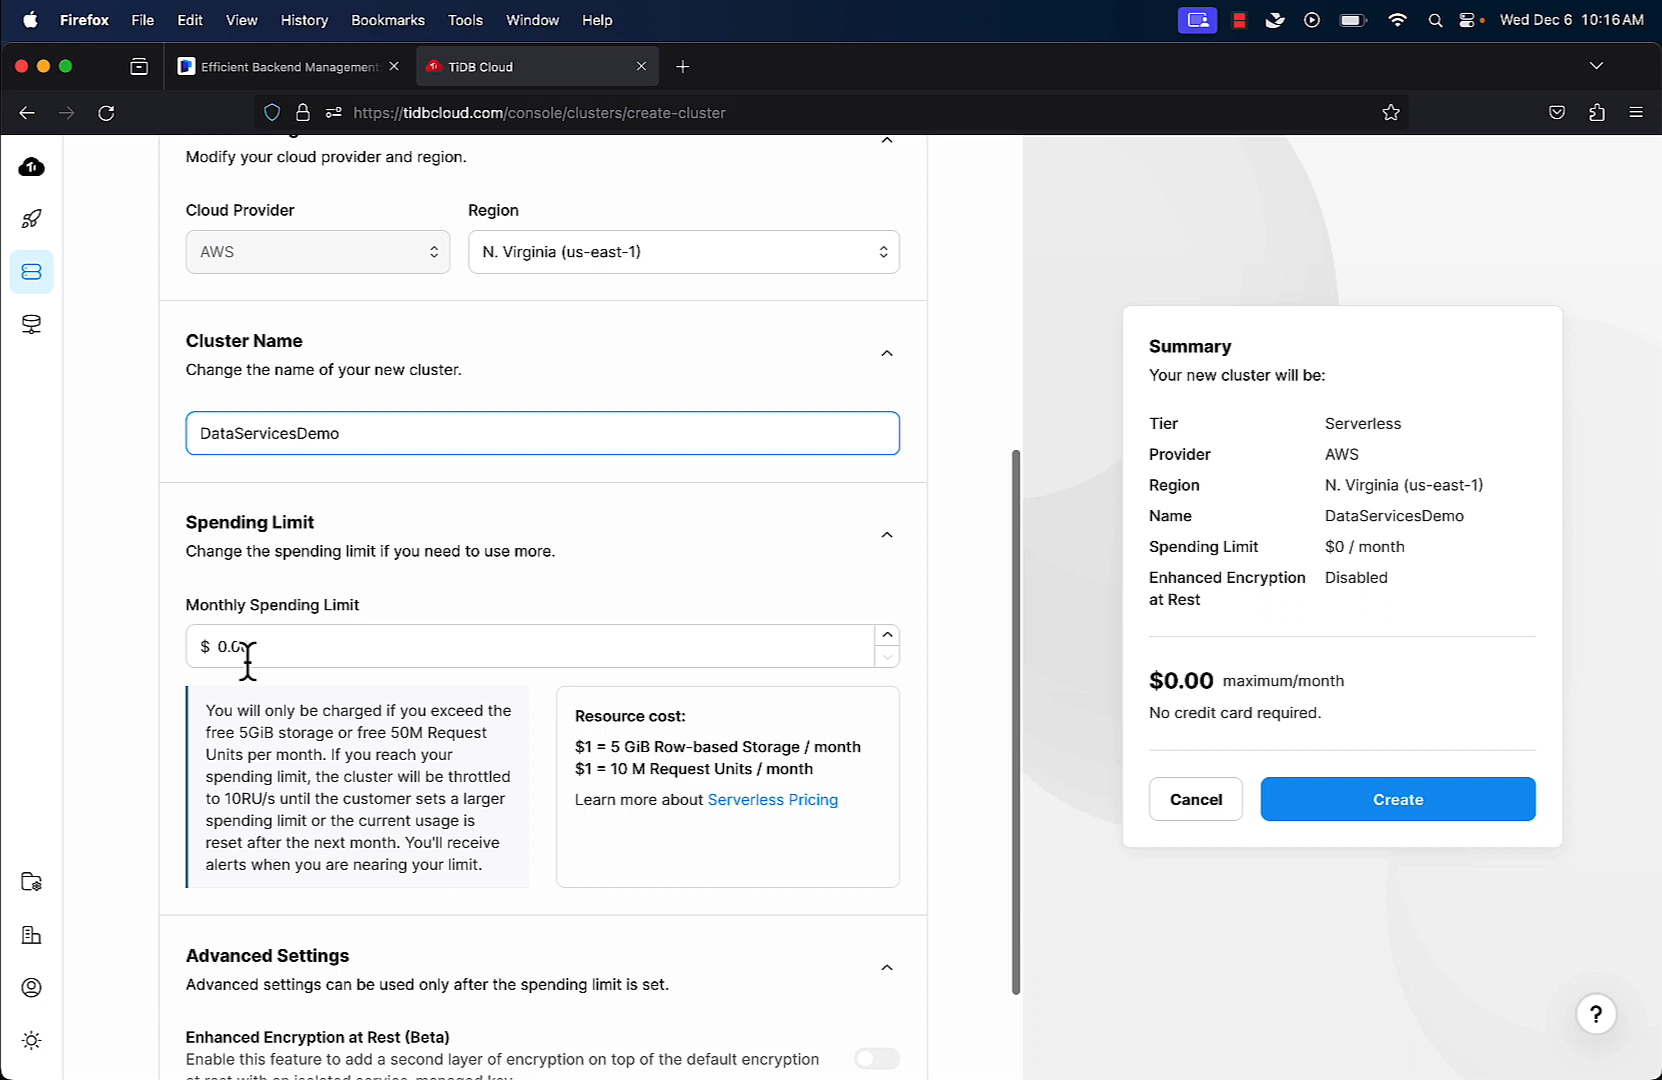 Firefox File Edit View History Bookmarks Tools Window Help Wed Dec 6 10:16 AM
Efficient Backend Management TiDB Cloud
https://tidbcloud.com/console/clusters/create-cluster
Modify your cloud provider and region.
Cloud Provider Region
AWS N. Virginia (us-east-1)
Cluster Name
Change the name of your new cluster.
DataServicesDemo
Spending Limit
Change the spending limit if you need to use more.
Monthly Spending Limit
$ 0.0
You will only be charged if you exceed the
free 5GiB storage or free 50M Request
Units per month. If you reach your
spending limit, the cluster will be throttled
to 10RU/s until the customer sets a larger
spending limit or the current usage is
reset after the next month. You'll receive
alerts when you are nearing your limit.
Resource cost:
$1 = 5 GiB Row-based Storage / month
$1 = 10 M Request Units / month
Learn more about Serverless Pricing
Advanced Settings
Advanced settings can be used only after the spending limit is set.
Enhanced Encryption at Rest (Beta)
Enable this feature to add a second layer of encryption on top of the default encryption
at rest with an isolated service-managed key
Summary
Your new cluster will be:
Tier Serverless
Provider AWS
Region N. Virginia (us-east-1)
Name DataServicesDemo
Spending Limit $0 / month
Enhanced Encryption Disabled
at Rest
$0.00 maximum/month
No credit card required.
Cancel Create
?